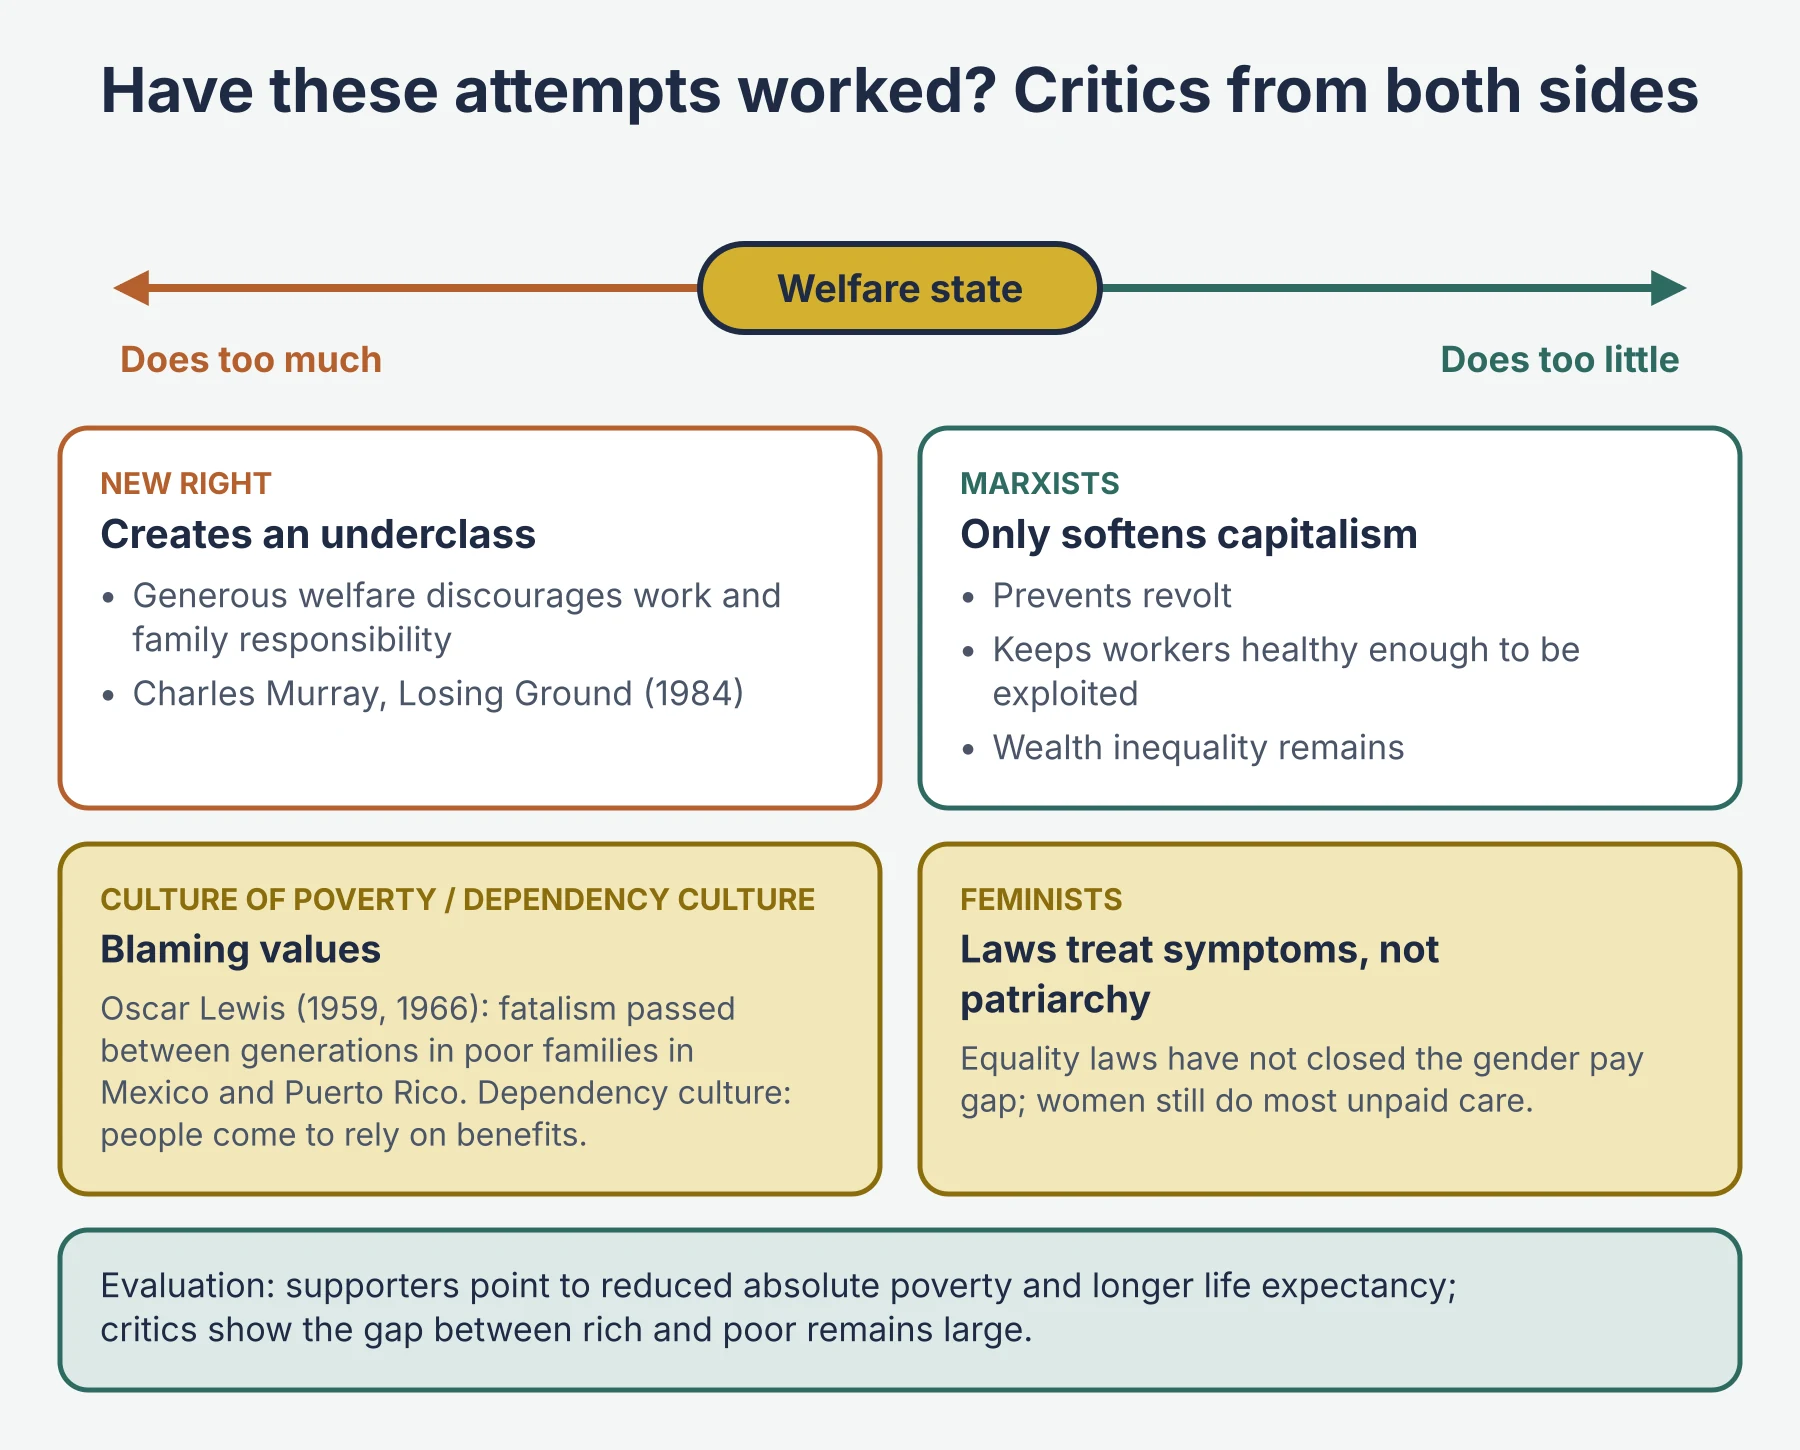 Have these attempts worked? Critics from both sides
Welfare state
Does too much
Does too little
NEW RIGHT
Creates an underclass
• Generous welfare discourages work and
family responsibility
• Charles Murray, Losing Ground (1984)
MARXISTS
Only softens capitalism
• Prevents revolt
• Keeps workers healthy enough to be
exploited
• Wealth inequality remains
CULTURE OF POVERTY / DEPENDENCY CULTURE
Blaming values
Oscar Lewis (1959, 1966): fatalism passed
between generations in poor families in
Mexico and Puerto Rico. Dependency culture:
people come to rely on benefits.
FEMINISTS
Laws treat symptoms, not
patriarchy
Equality laws have not closed the gender pay
gap; women still do most unpaid care.
Evaluation: supporters point to reduced absolute poverty and longer life expectancy;
critics show the gap between rich and poor remains large.